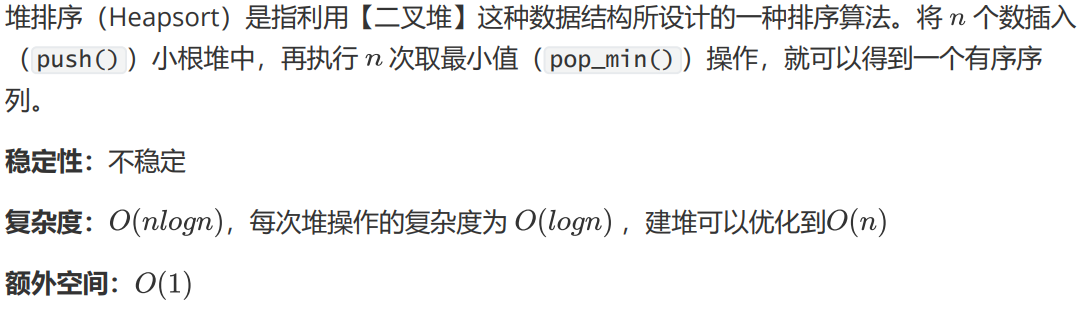 堆排序（Heapsort）是指利用【二叉堆】这种数据结构所设计的一种排序算法。将 n 个数插入
（push()）小根堆中，再执行 n 次取最小值（pop_min()）操作，就可以得到一个有序序
列。
稳定性：不稳定
复杂度：O(nlogn)，每次堆操作的复杂度为 O(logn) ，建堆可以优化到O(n)
额外空间：O(1)